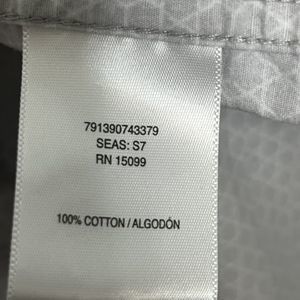 791390743379
SEAS: S7
RN 15099
100% COTTON / ALGODÓN